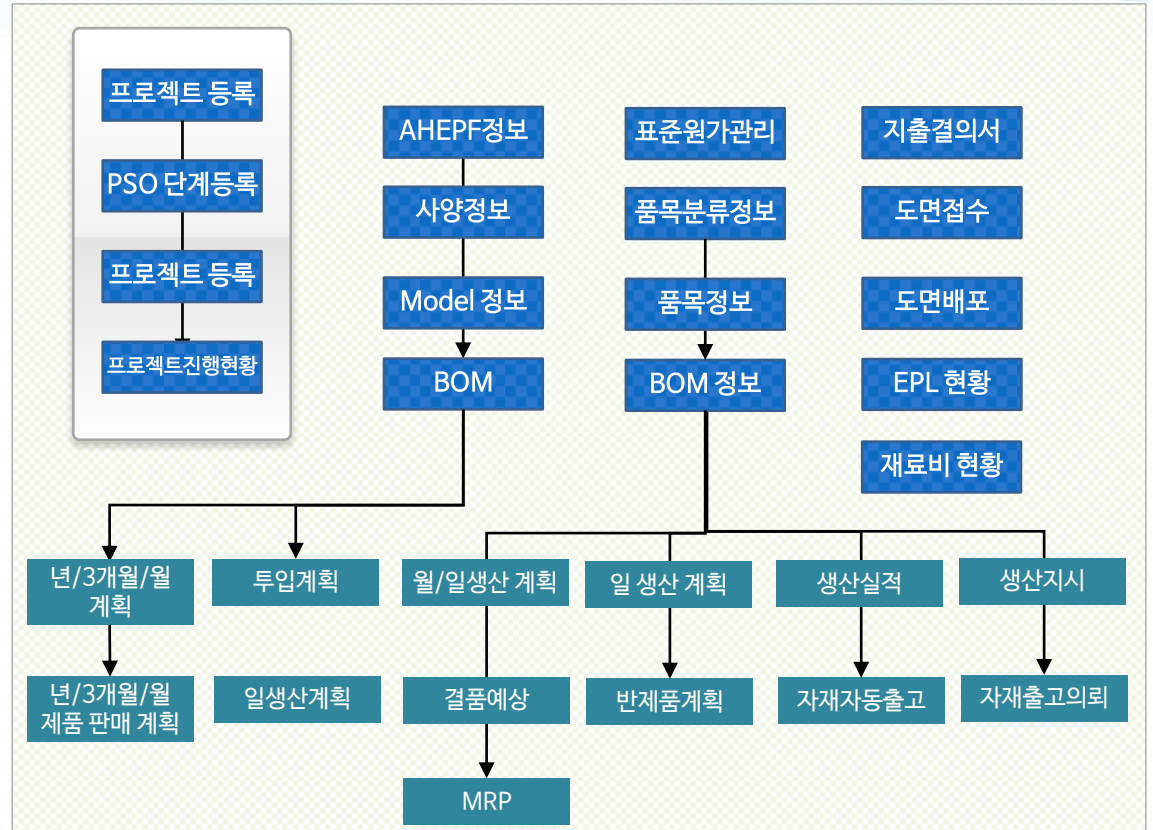 프로젝트 등록
PSO 단계등록
프로젝트 등록
프로젝트진행현황
AHEPF정보
사양정보
Model 정보
BOM
표준원가관리
품목분류정보
품목정보
BOM 정보
지출결의서
도면접수
도면배포
EPL 현황
재료비 현황
년/3개월/월
계획
투입계획
월/일생산 계획
일 생산 계획
생산실적
생산지시
년/3개월/월
제품 판매 계획
일생산계획
결품예상
반제품계획
자재자동출고
자재출고의뢰
MRP